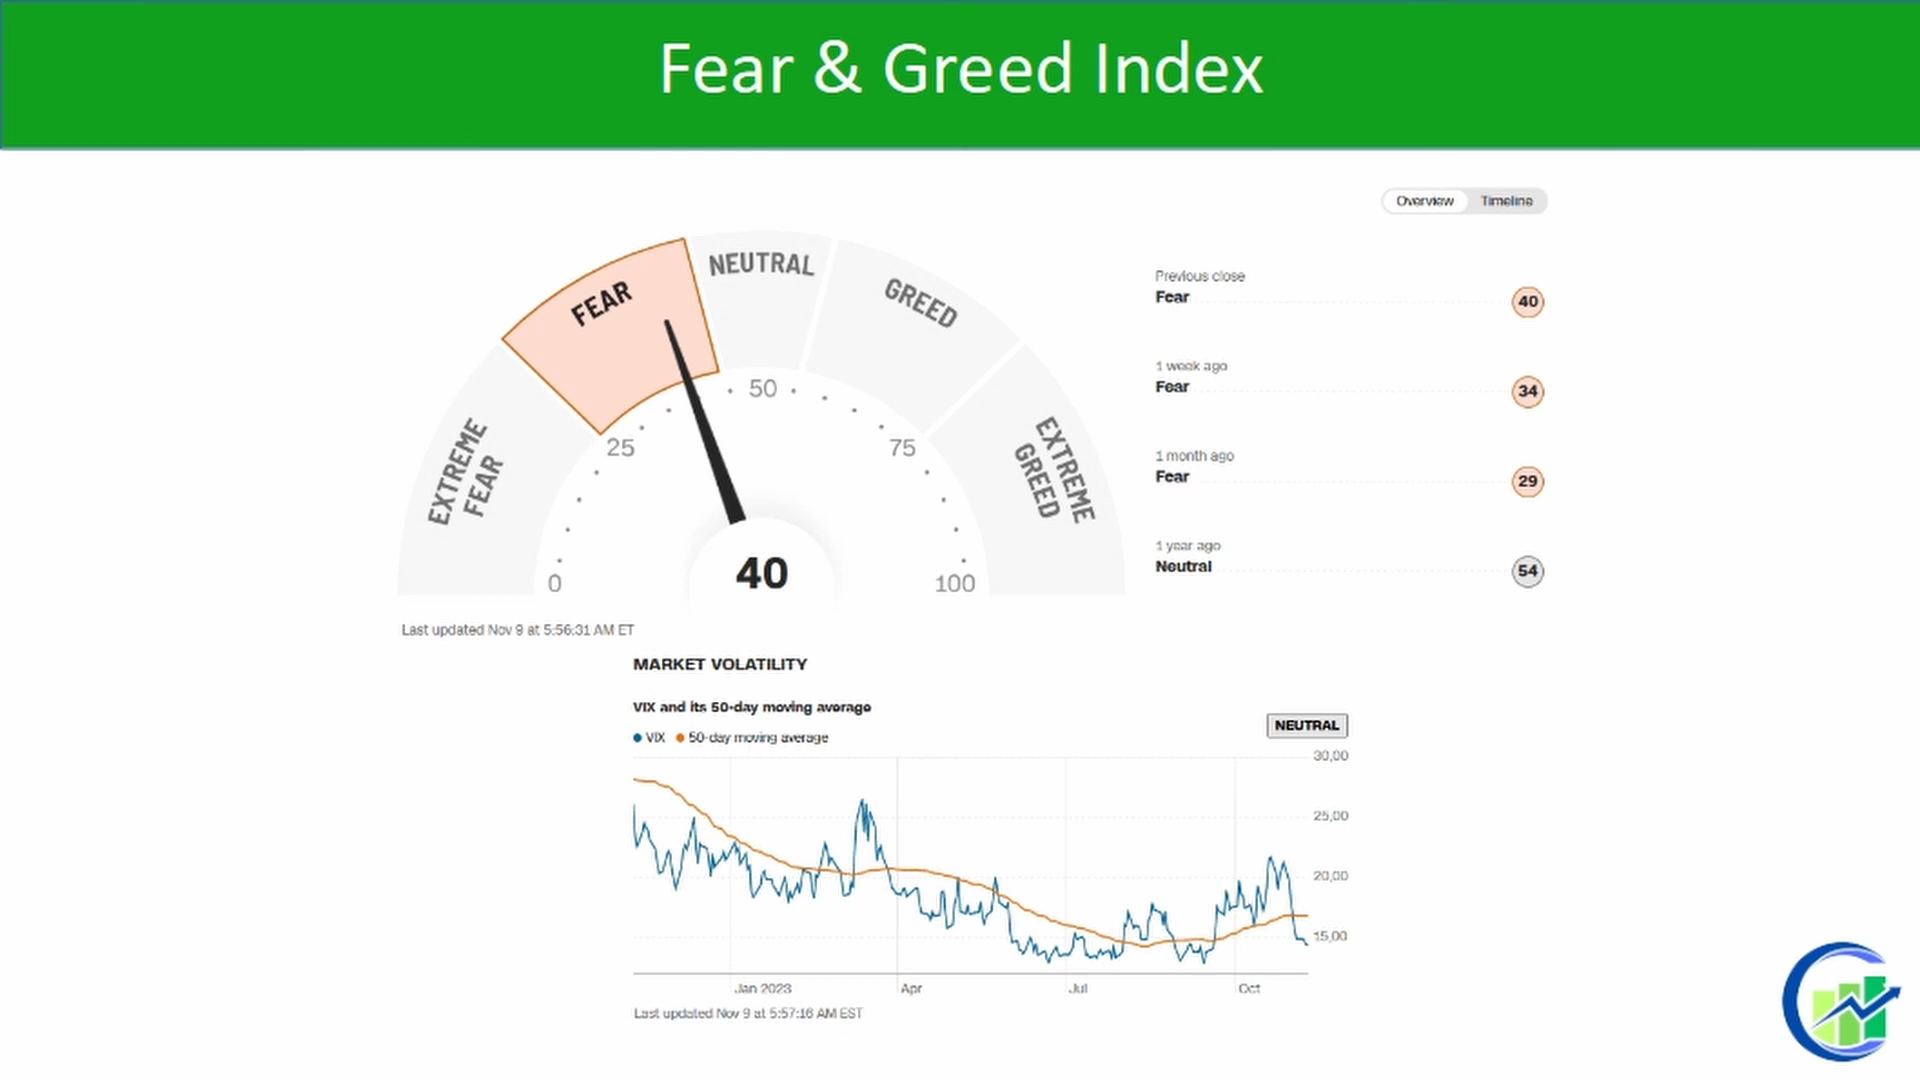 Fear & Greed Index
Overview Timeline
EXTREME
FEAR
FEAR
NEUTRAL
GREED
EXTREME
GREED
0
25
50
75
100
40
Last updated Nov 9 at 5:56:31 AM ET
Previous close
Fear 40
1 week ago
Fear 34
1 month ago
Fear 29
1 year ago
Neutral 54
MARKET VOLATILITY
VIX and its 50-day moving average
NEUTRAL
VIX 50-day moving average
30,00
25,00
20,00
15,00
Jan 2023 Apr Jul Oct
Last updated Nov 9 at 5:57:16 AM EST